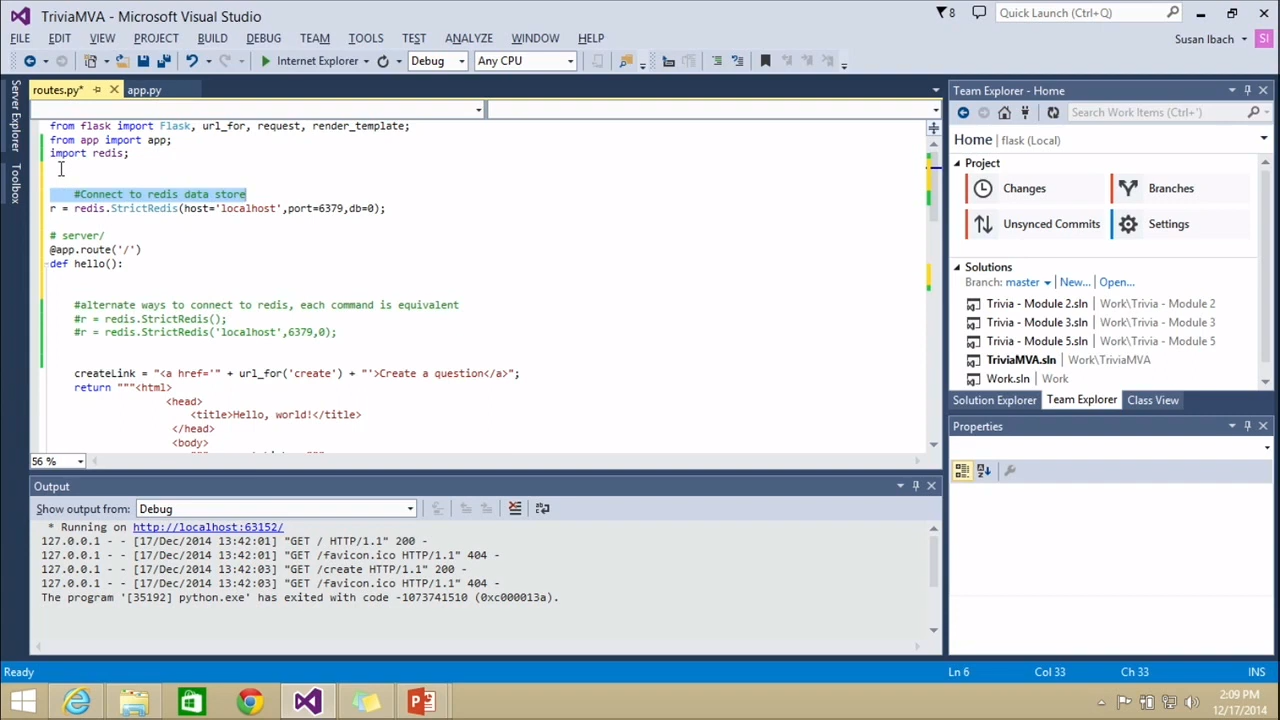 TriviaMVA - Microsoft Visual Studio
8
Quick Launch (Ctrl+Q)
FILE EDIT VIEW PROJECT BUILD DEBUG TEAM TOOLS TEST ANALYZE WINDOW HELP
Susan Ibach SI
Internet Explorer Debug Any CPU
Server Explorer
Toolbox
routes.py* app.py
from flask import Flask, url_for, request, render_template;
from app import app;
import redis;
#Connect to redis data store
r = redis.StrictRedis(host='localhost',port=6379,db=0);
# server/
@app.route('/')
def hello():
#alternate ways to connect to redis, each command is equivalent
#r = redis.StrictRedis();
#r = redis.StrictRedis('localhost',6379,0);
createLink = "<a href='" + url_for('create') + "'>Create a question</a>";
return """<html>
<head>
<title>Hello, world!</title>
</head>
<body>
56 %
Team Explorer - Home
Search Work Items (Ctrl+')
Home flask (Local)
Project
Changes Branches
Unsynced Commits Settings
Solutions
Branch: master New... Open...
Trivia - Module 2.sln Work\Trivia - Module 2
Trivia - Module 3.sln Work\Trivia - Module 3
Trivia - Module 5.sln Work\Trivia - Module 5
TriviaMVA.sln Work\TriviaMVA
Work.sln Work
Solution Explorer Team Explorer Class View
Properties
Output
Show output from: Debug
* Running on http://localhost:63152/
127.0.0.1 - - [17/Dec/2014 13:42:01] "GET / HTTP/1.1" 200 -
127.0.0.1 - - [17/Dec/2014 13:42:01] "GET /favicon.ico HTTP/1.1" 404 -
127.0.0.1 - - [17/Dec/2014 13:42:03] "GET /create HTTP/1.1" 200 -
127.0.0.1 - - [17/Dec/2014 13:42:03] "GET /favicon.ico HTTP/1.1" 404 -
The program '[35192] python.exe' has exited with code -1073741510 (0xc000013a).
Ready Ln 6 Col 33 Ch 33 INS
2:09 PM
12/17/2014